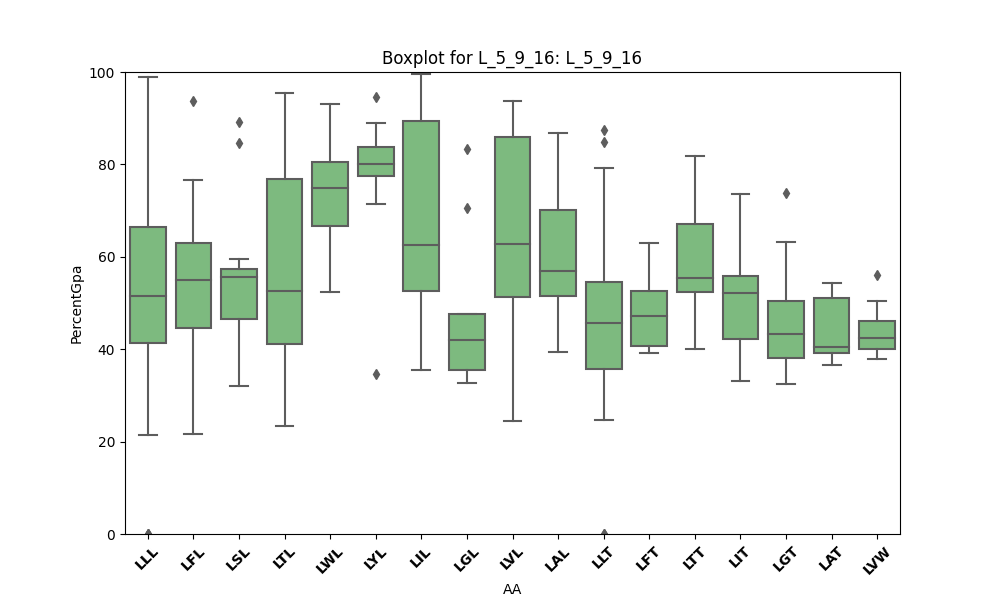 Boxplot for L_5_9_16: L_5_9_16
100
80
60
40
20
0
PercentGpa
LLL LFL LSL LTL LWL LYL LIL LGL LVL LAL LLT LFT LTT LIT LGT LAT LVW
AA